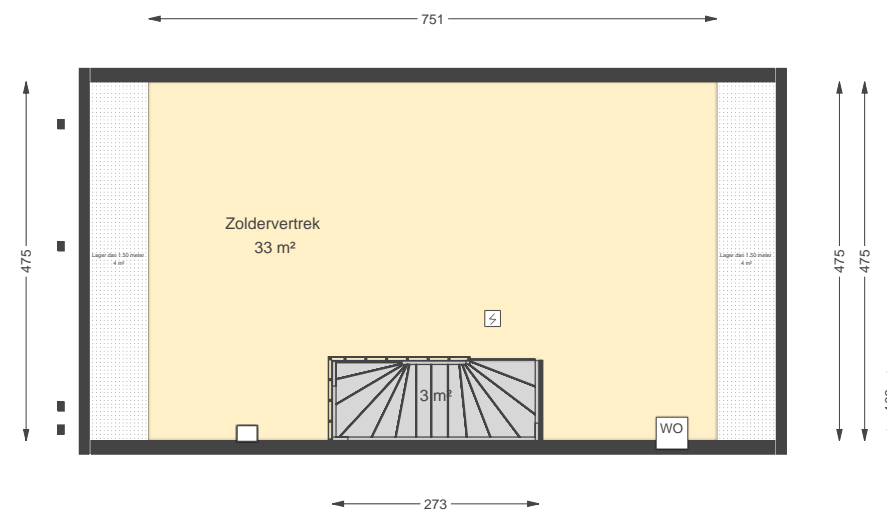 751
475
475
475
Zoldervertrek
33 m²
Lager dan 1.50 meter
4 m²
Lager dan 1.50 meter
4 m²
3 m²
WO
273